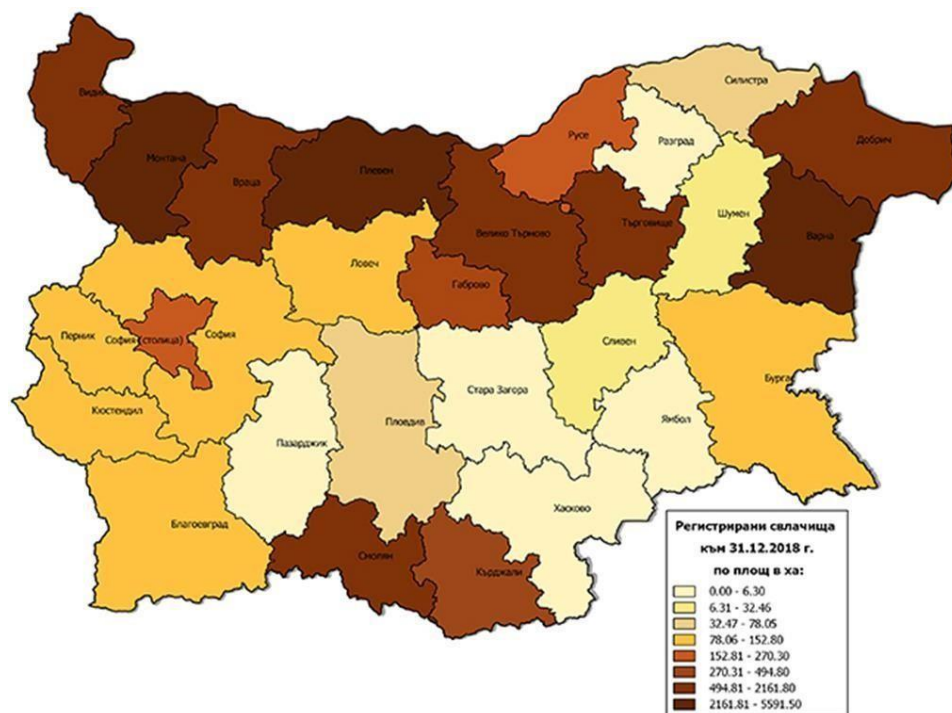 Видин
Монтана
Враца
Плевен
Велико Търново
Русе
Силистра
Разград
Добрич
Търговище
Шумен
Варна
Ловеч
Габрово
Перник
София (столица)
София
Кюстендил
Сливен
Бургас
Стара Загора
Ямбол
Пловдив
Пазарджик
Хасково
Благоевград
Смолян
Кърджали
Регистрирани свлачища
към 31.12.2018 г.
по площ в ха:
0.00 - 6.30
6.31 - 32.46
32.47 - 78.05
78.06 - 152.80
152.81 - 270.30
270.31 - 494.80
494.81 - 2161.80
2161.81 - 5591.50